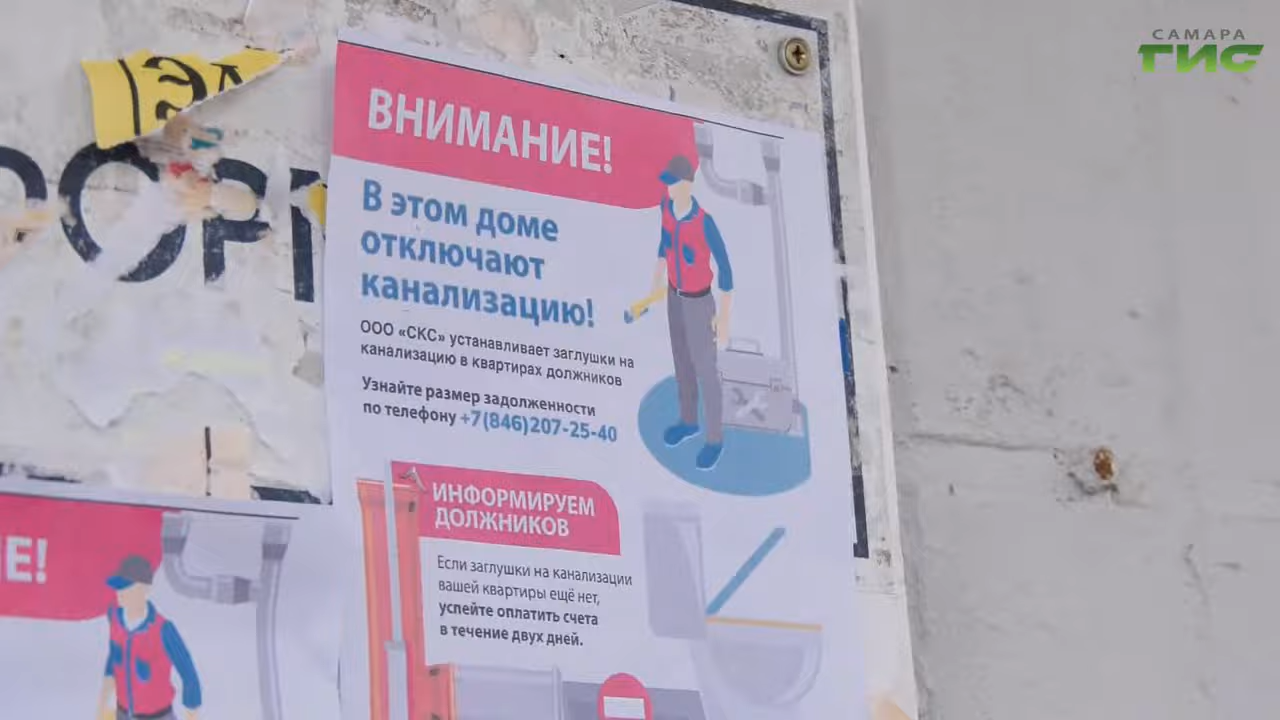 САМАРА
ГИС
ВНИМАНИЕ!
В этом доме
отключают
канализацию!
ООО «СКС» устанавливает заглушки на
канализацию в квартирах должников
Узнайте размер задолженности
по телефону +7(846)207-25-40
ИНФОРМИРУЕМ
ДОЛЖНИКОВ
Если заглушки на канализации
вашей квартиры ещё нет,
успейте оплатить счета
в течение двух дней.
ИЕ!